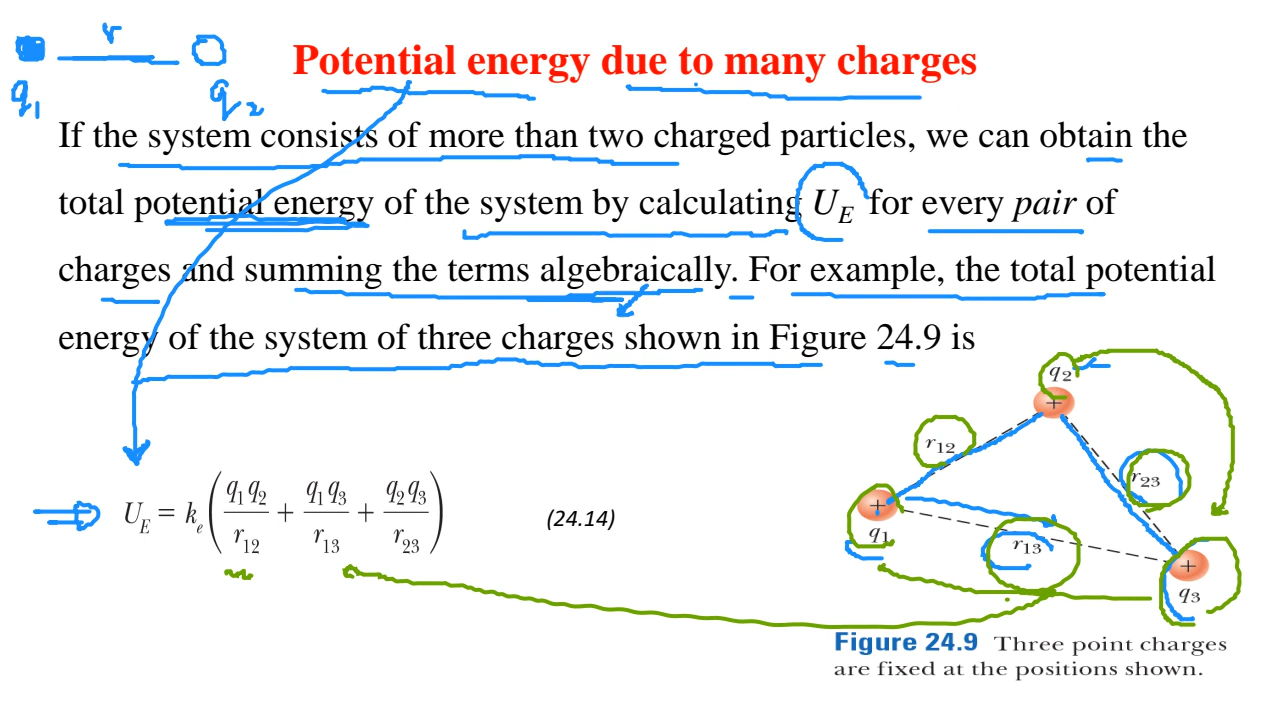 r
q₁ q₂
Potential energy due to many charges
If the system consists of more than two charged particles, we can obtain the
total potential energy of the system by calculating U_E for every pair of
charges and summing the terms algebraically. For example, the total potential
energy of the system of three charges shown in Figure 24.9 is
U_E = k_e (q₁q₂/r₁₂ + q₁q₃/r₁₃ + q₂q₃/r₂₃) (24.14)
q₂
+
r₁₂
r₂₃
+
q₁
r₁₃
+
q₃
Figure 24.9 Three point charges
are fixed at the positions shown.